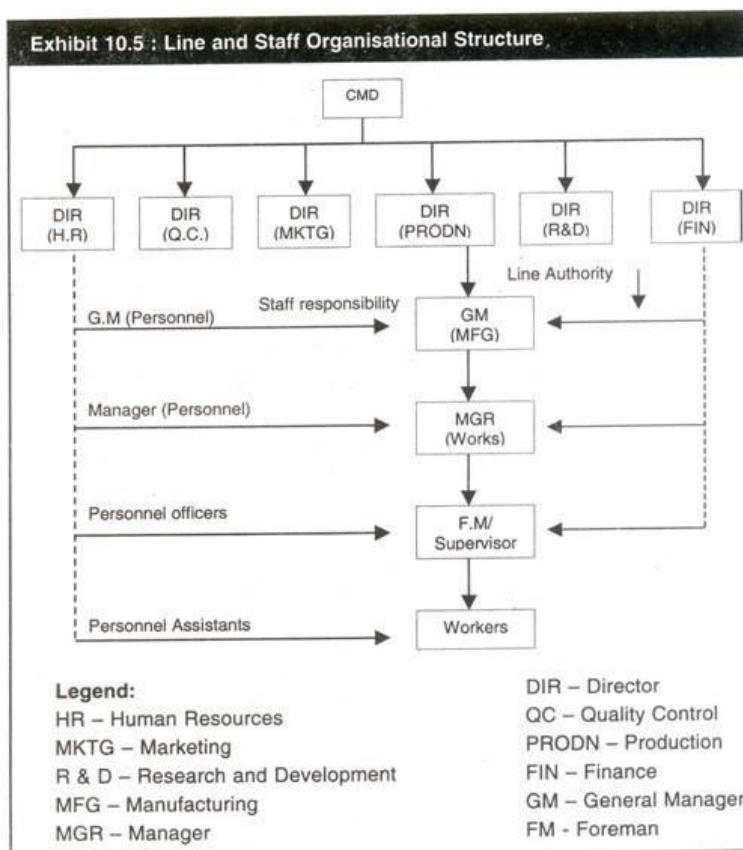 Exhibit 10.5 : Line and Staff Organisational Structure
CMD
DIR
(H.R)
DIR
(Q.C.)
DIR
(MKTG)
DIR
(PRODN)
DIR
(R&D)
DIR
(FIN)
Line Authority
Staff responsibility
G.M (Personnel)
GM
(MFG)
Manager (Personnel)
MGR
(Works)
Personnel officers
F.M/
Supervisor
Personnel Assistants
Workers
Legend:
HR – Human Resources
MKTG – Marketing
R & D – Research and Development
MFG – Manufacturing
MGR – Manager
DIR – Director
QC – Quality Control
PRODN – Production
FIN – Finance
GM – General Manager
FM - Foreman